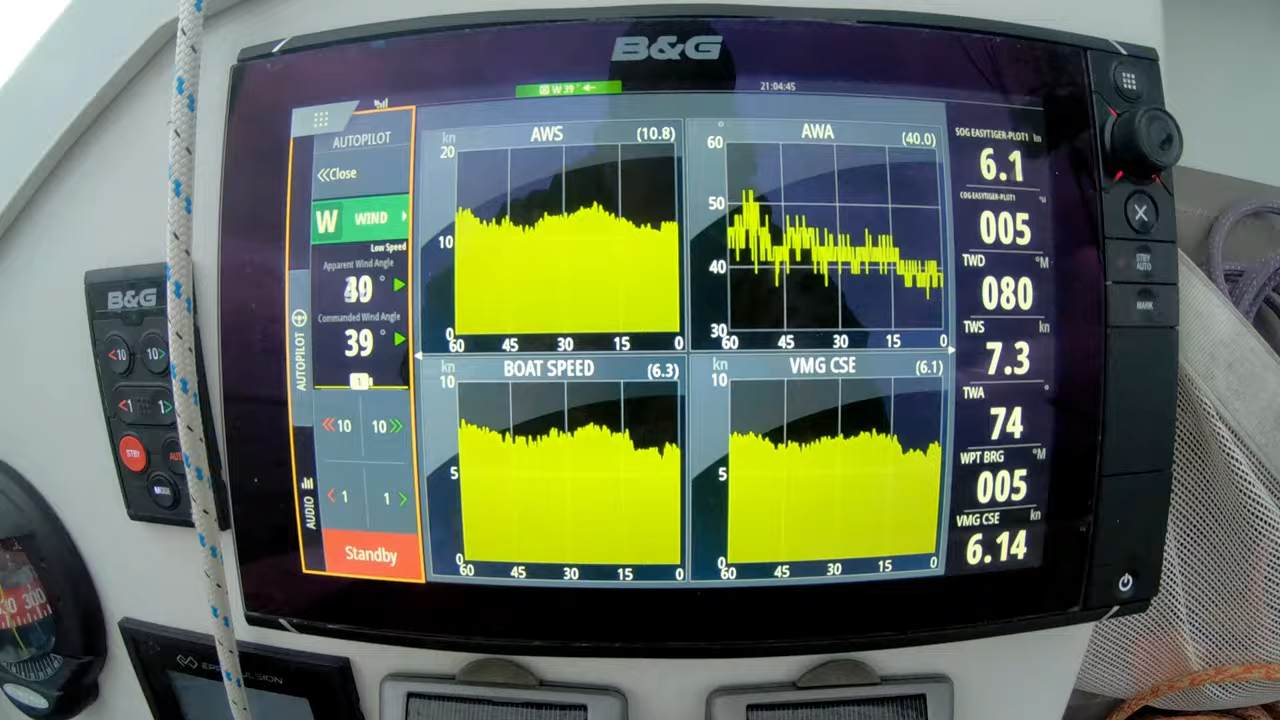 B&G
W 39°
21:04:45
AUTOPILOT
Close
W WIND
Low Speed
Apparent Wind Angle
°
Commanded Wind Angle
39 °
1
10 10
1 1
Standby
AUTOPILOT
AUDIO
kn AWS (10.8)
20
10
0
60 45 30 15 0
° AWA (40.0)
60
50
40
30
60 45 30 15 0
kn BOAT SPEED (6.3)
10
5
0
60 45 30 15 0
kn VMG CSE (6.1)
10
5
0
60 45 30 15 0
SOG EASYTIGER-PLOT1 kn
6.1
COG EASYTIGER-PLOT1 °M
005
TWD °M
080
TWS kn
7.3
TWA °
74
WPT BRG °M
005
VMG CSE kn
6.14
STBY
AUTO
MARK
B&G
<10 10>
<1 1>
STBY
MODE
300